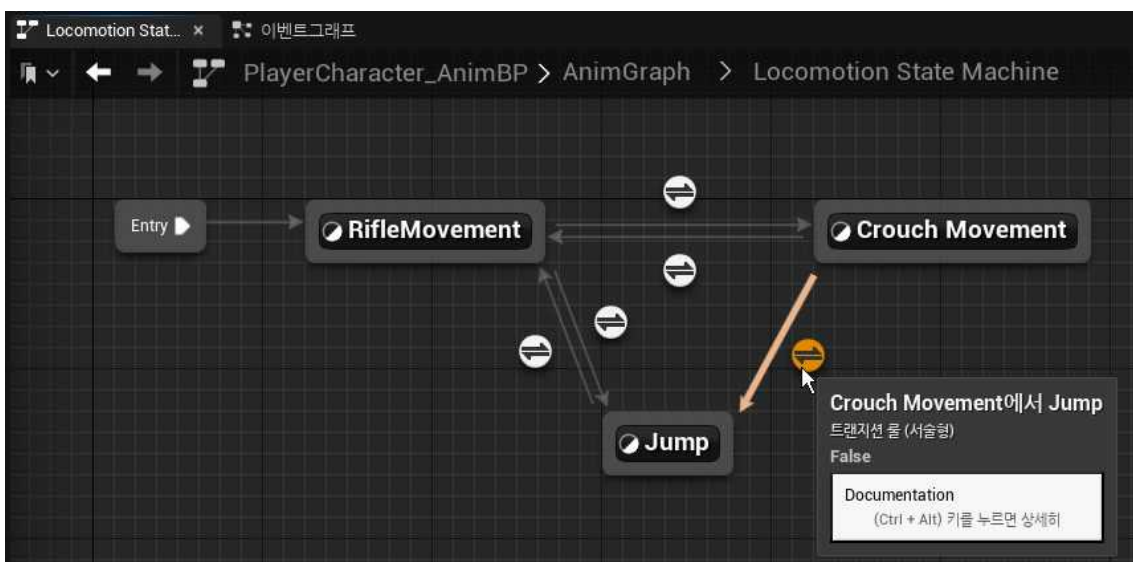 Locomotion Stat... × 이벤트그래프
PlayerCharacter_AnimBP > AnimGraph > Locomotion State Machine
Entry
RifleMovement
Crouch Movement
Jump
Crouch Movement에서 Jump
트랜지션 룰 (서술형)
False
Documentation
(Ctrl + Alt) 키를 누르면 상세히